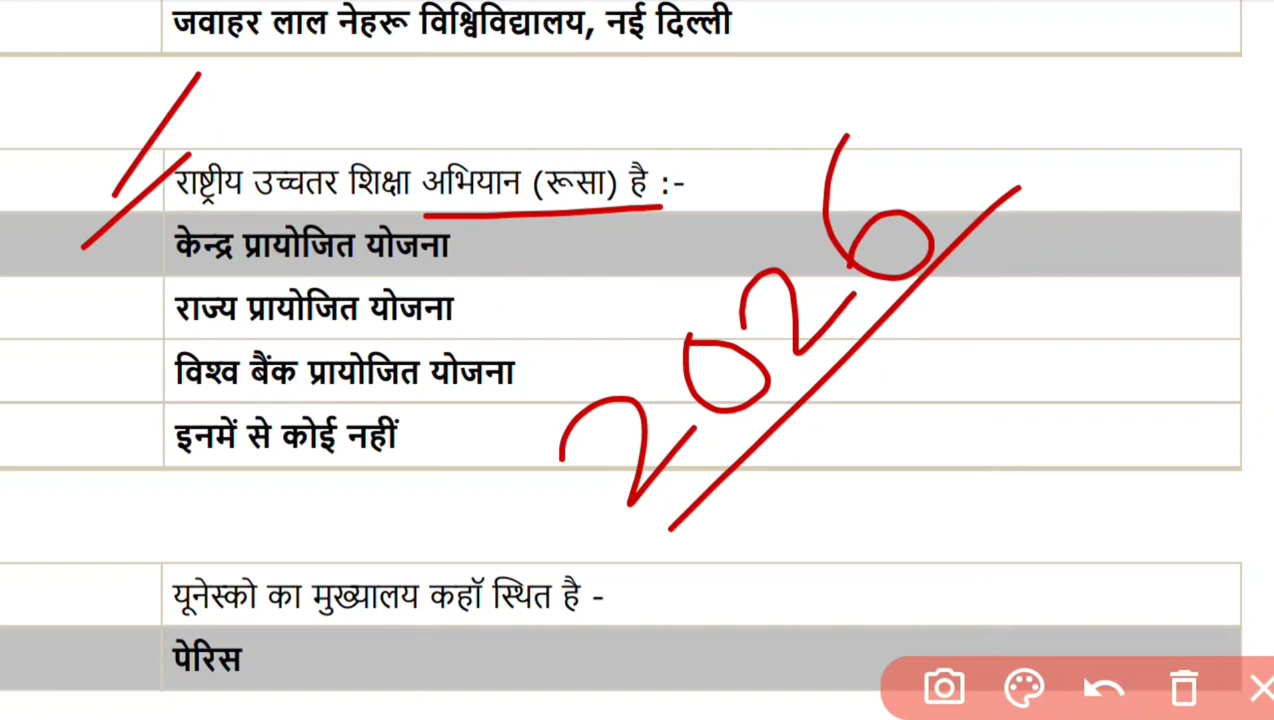 जवाहर लाल नेहरू विश्विविद्यालय, नई दिल्ली
राष्ट्रीय उच्चतर शिक्षा अभियान (रूसा) है :-
केन्द्र प्रायोजित योजना
राज्य प्रायोजित योजना
विश्व बैंक प्रायोजित योजना
इनमें से कोई नहीं
2026
यूनेस्को का मुख्यालय कहॉ स्थित है -
पेरिस